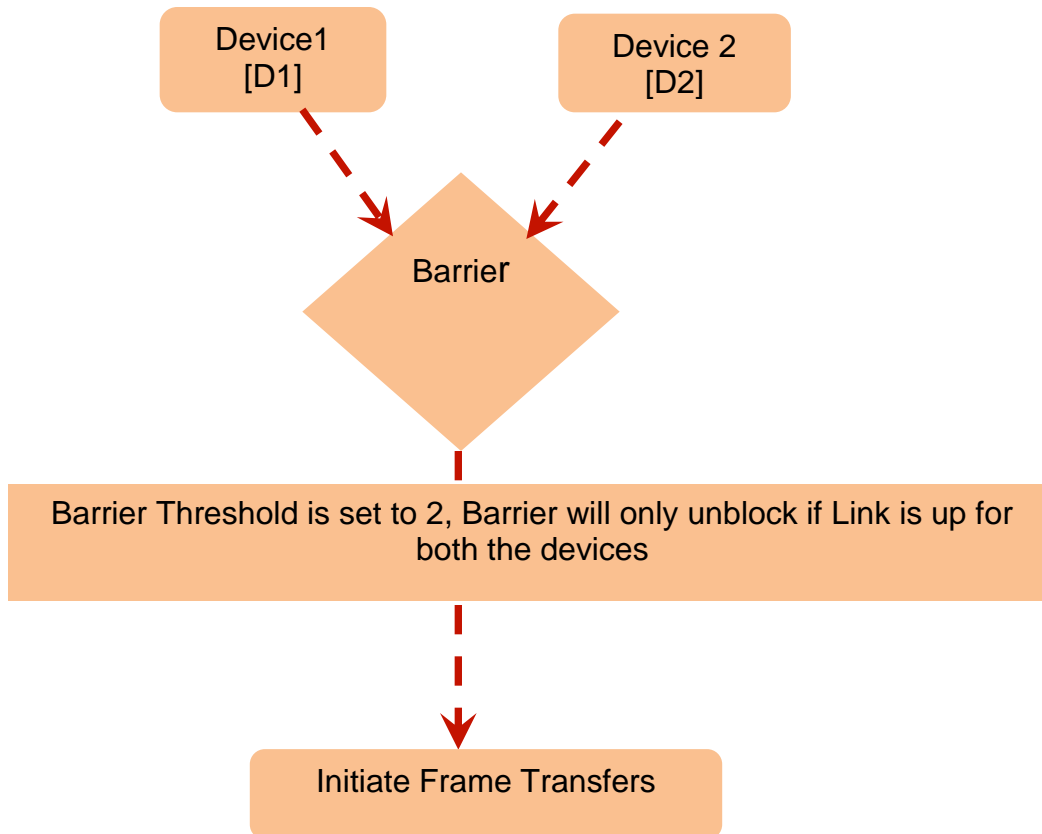 Device1
[D1]
Device 2
[D2]
Barrier
Barrier Threshold is set to 2, Barrier will only unblock if Link is up for
both the devices
Initiate Frame Transfers